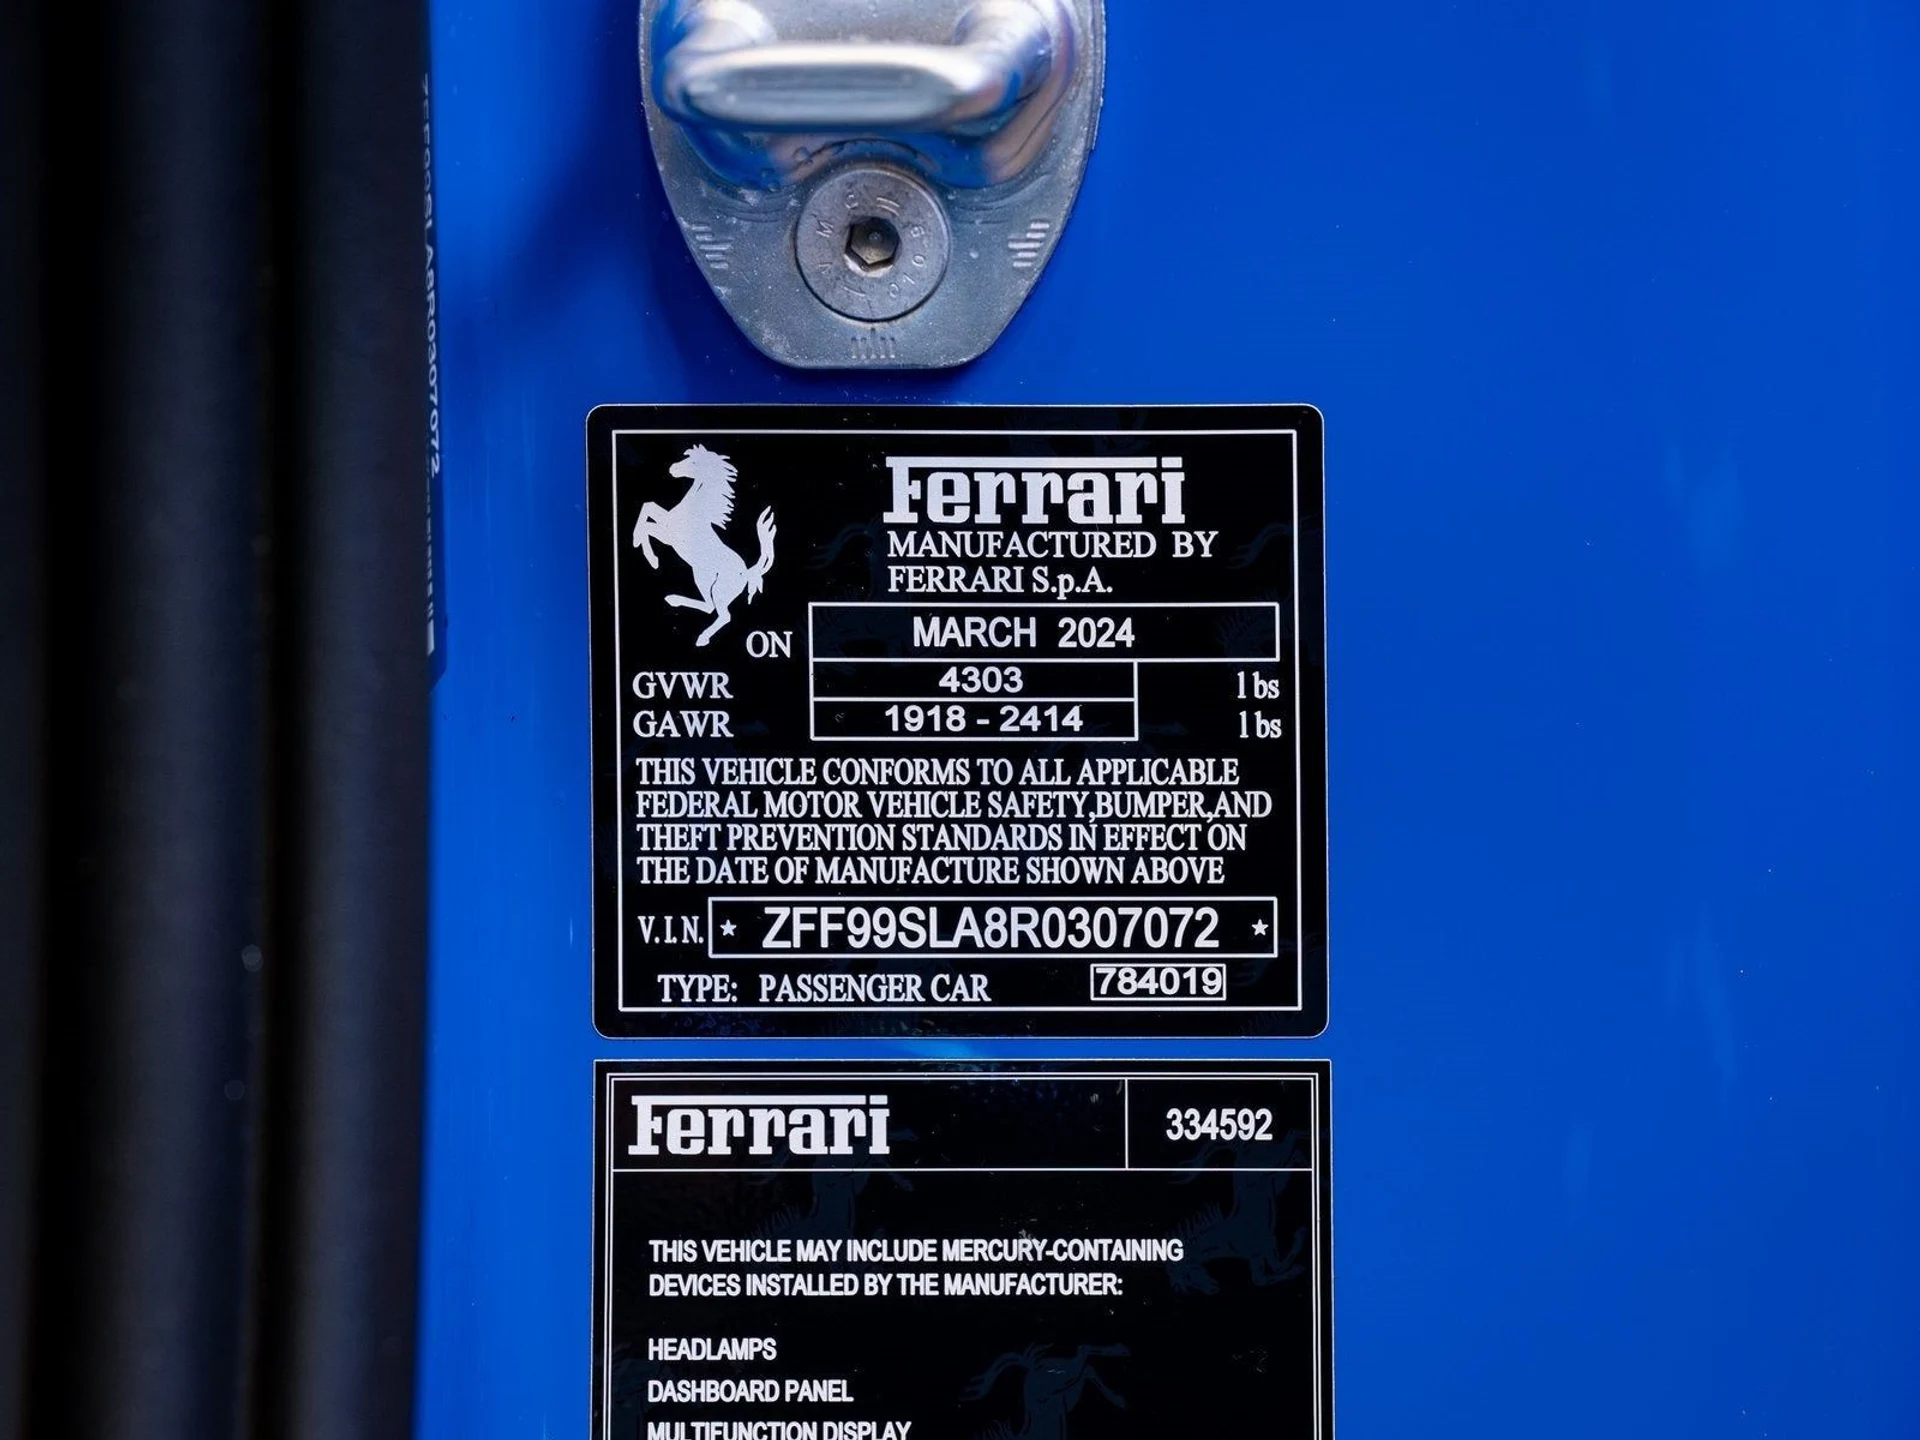 ZFF99SLA8R0307072
Ferrari
MANUFACTURED BY
FERRARI S.p.A.
ON MARCH 2024
GVWR 4303 lbs
GAWR 1918 - 2414 lbs
THIS VEHICLE CONFORMS TO ALL APPLICABLE
FEDERAL MOTOR VEHICLE SAFETY,BUMPER,AND
THEFT PREVENTION STANDARDS IN EFFECT ON
THE DATE OF MANUFACTURE SHOWN ABOVE
V.I.N. ★ ZFF99SLA8R0307072 ★
TYPE: PASSENGER CAR 784019
Ferrari 334592
THIS VEHICLE MAY INCLUDE MERCURY-CONTAINING
DEVICES INSTALLED BY THE MANUFACTURER:
HEADLAMPS
DASHBOARD PANEL
MULTIFUNCTION DISPLAY